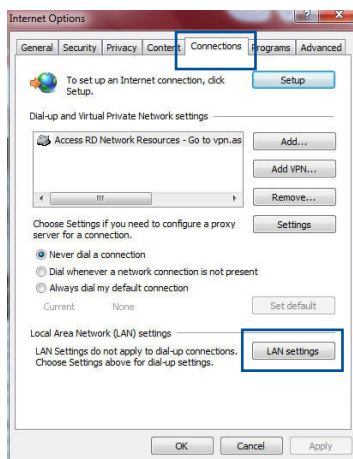 Internet Options
General Security Privacy Content Connections Programs Advanced
To set up an Internet connection, click
Setup.
Setup
Dial-up and Virtual Private Network settings
Access RD Network Resources - Go to vpn.as
Add...
Add VPN...
Remove...
Choose Settings if you need to configure a proxy
server for a connection.
Settings
Never dial a connection
Dial whenever a network connection is not present
Always dial my default connection
Current None
Set default
Local Area Network (LAN) settings
LAN Settings do not apply to dial-up connections.
Choose Settings above for dial-up settings.
LAN settings
OK Cancel Apply